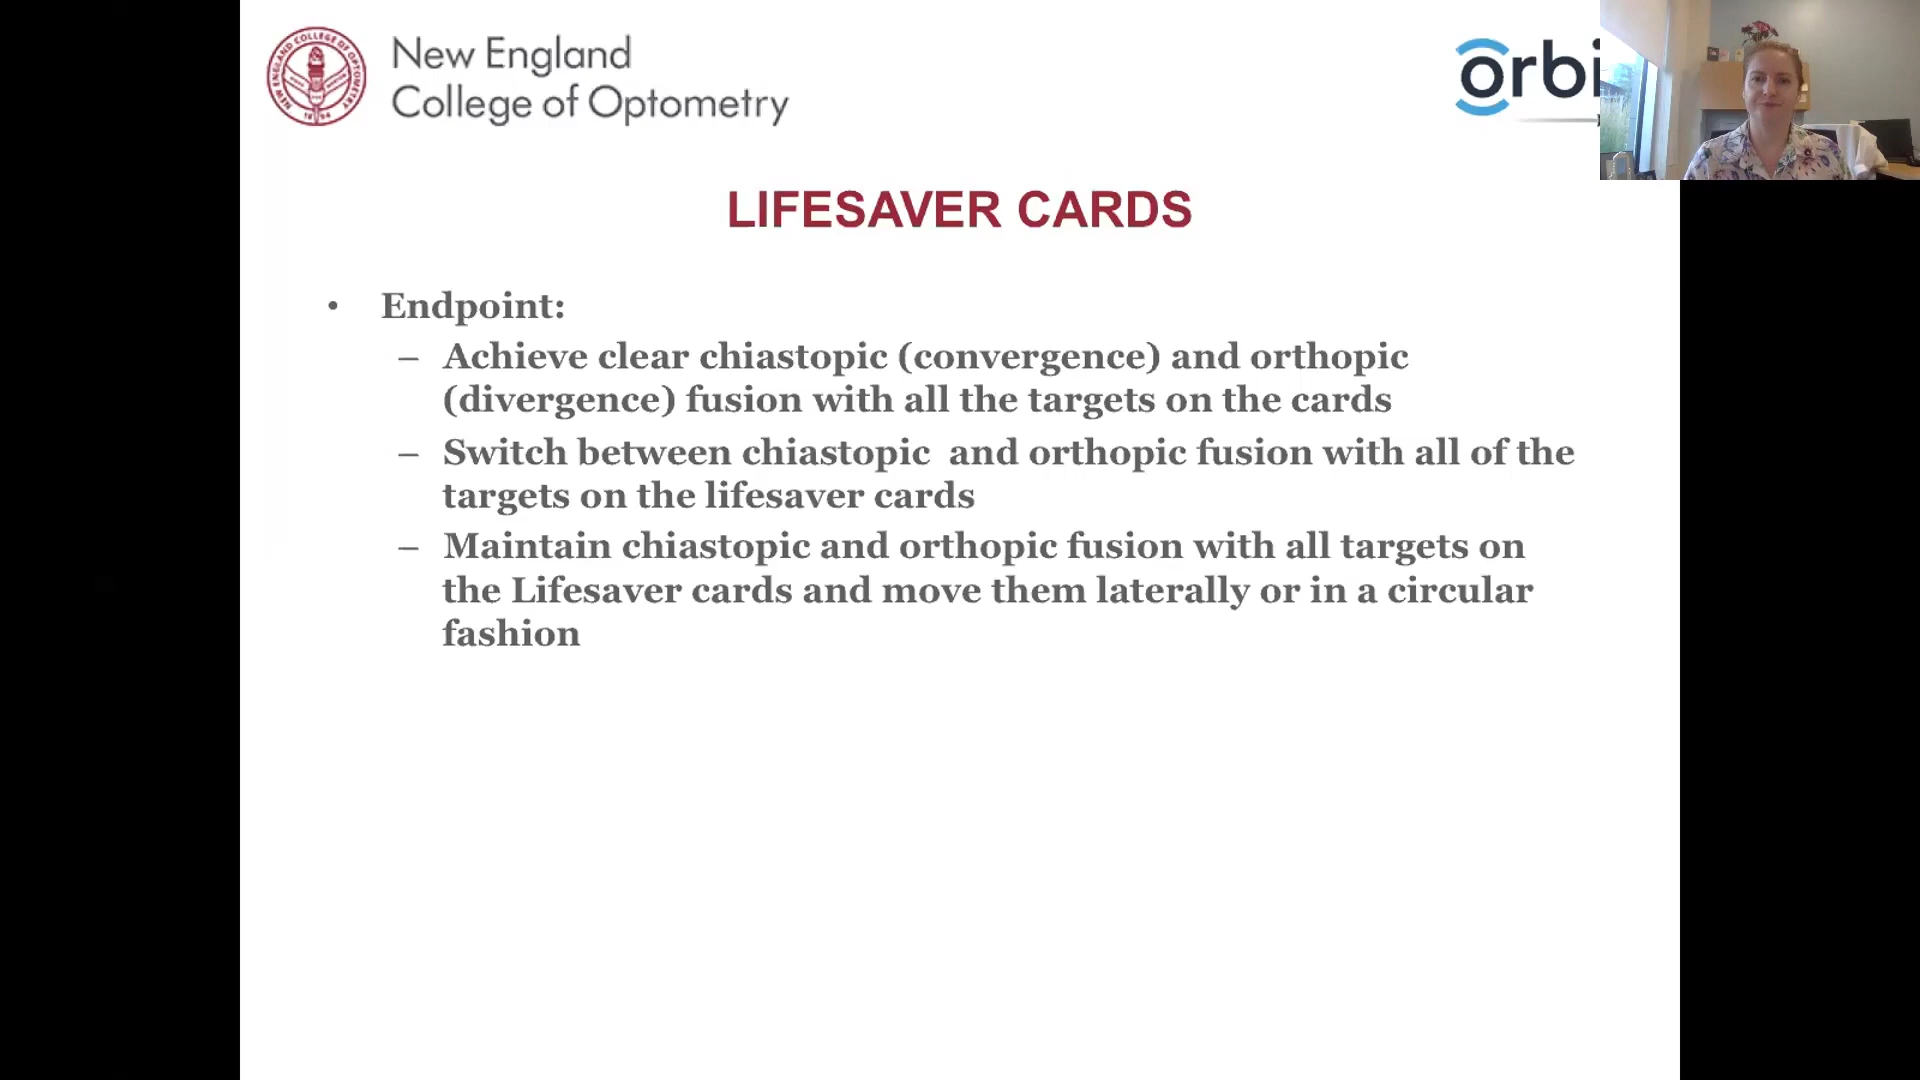 New England
College of Optometry
orbi
LIFESAVER CARDS
• Endpoint:
– Achieve clear chiastopic (convergence) and orthopic
(divergence) fusion with all the targets on the cards
– Switch between chiastopic and orthopic fusion with all of the
targets on the lifesaver cards
– Maintain chiastopic and orthopic fusion with all targets on
the Lifesaver cards and move them laterally or in a circular
fashion